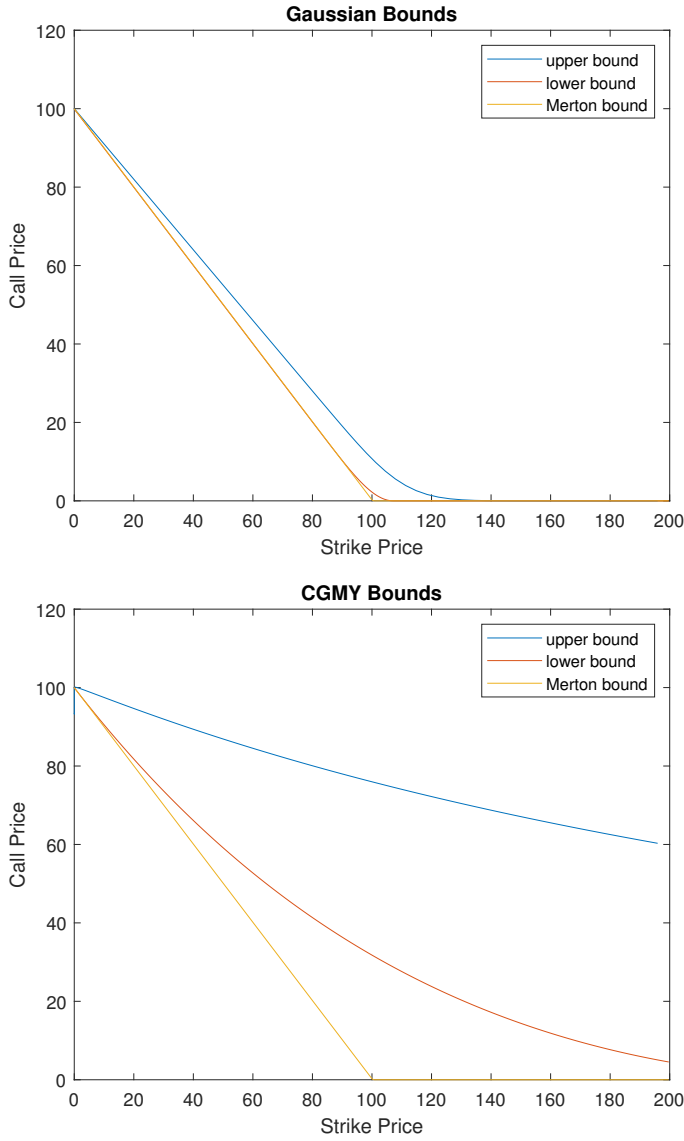 Gaussian Bounds
120
100
80
60
40
20
0
Call Price
upper bound
lower bound
Merton bound
0 20 40 60 80 100 120 140 160 180 200
Strike Price
CGMY Bounds
120
100
80
60
40
20
0
Call Price
upper bound
lower bound
Merton bound
0 20 40 60 80 100 120 140 160 180 200
Strike Price